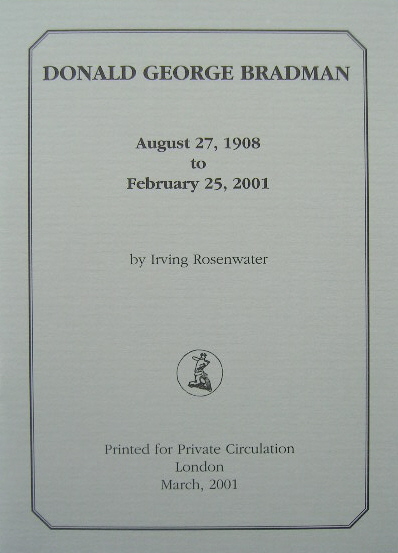 DONALD GEORGE BRADMAN
August 27, 1908
to
February 25, 2001
by Irving Rosenwater
Printed for Private Circulation
London
March, 2001